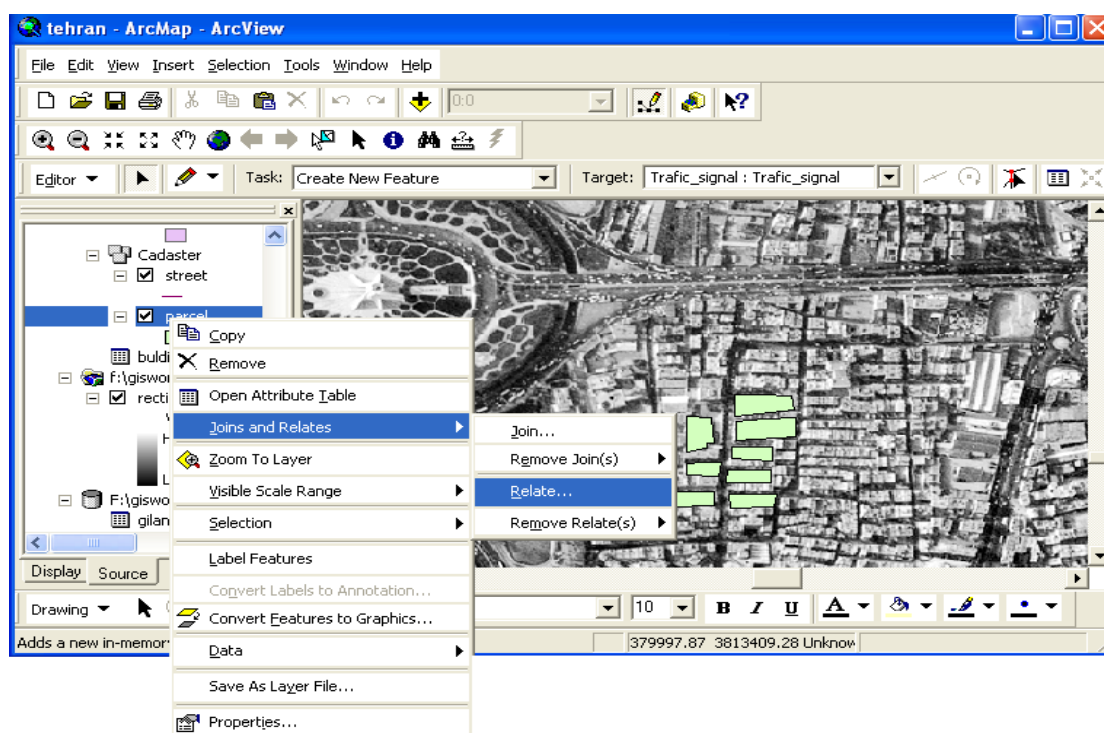 tehran - ArcMap - ArcView
File Edit View Insert Selection Tools Window Help
0:0
Editor Task: Create New Feature Target: Trafic_signal : Trafic_signal
Cadaster
street
parcel
buldi
f:\giswor
recti
H
L
F:\giswo
gilan
Display Source
Copy
Remove
Open Attribute Table
Joins and Relates
Zoom To Layer
Visible Scale Range
Selection
Label Features
Convert Labels to Annotation...
Convert Features to Graphics...
Data
Save As Layer File...
Properties...
Join...
Remove Join(s)
Relate...
Remove Relate(s)
Drawing 10 B I U A
Adds a new in-memor 379997.87 3813409.28 Unknow